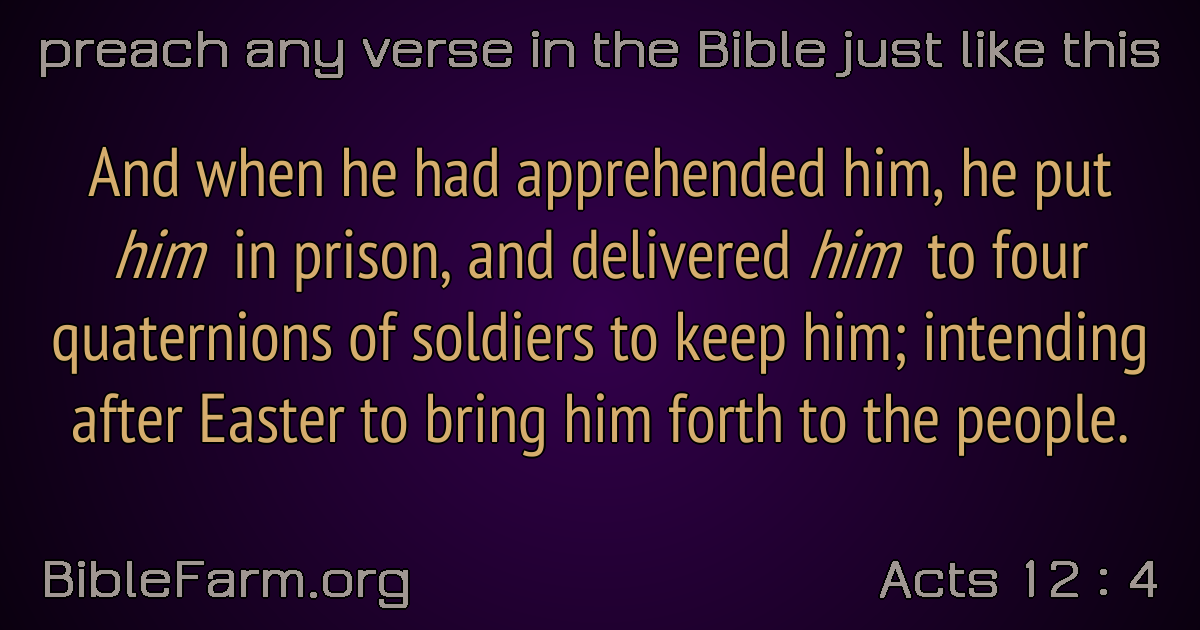 preach any verse in the Bible just like this
And when he had apprehended him, he put
him in prison, and delivered him to four
quaternions of soldiers to keep him; intending
after Easter to bring him forth to the people.
BibleFarm.org
Acts 12 : 4